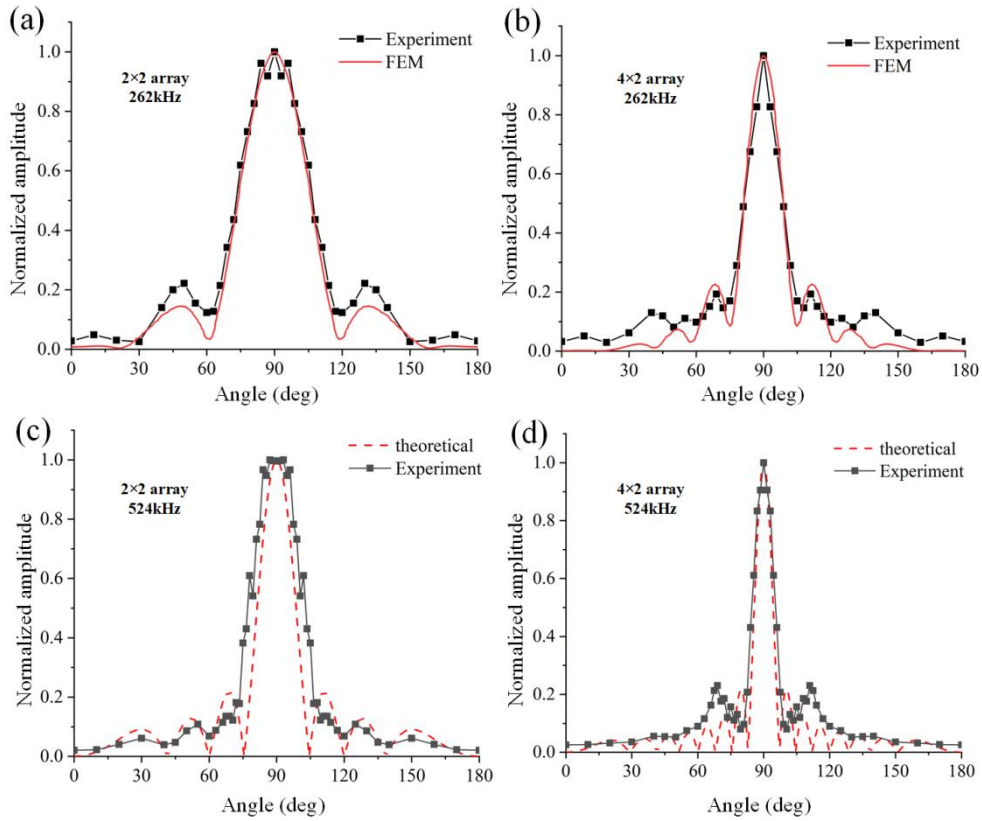 (a)
Experiment
FEM
2×2 array
262kHz
Normalized amplitude
1.0
0.8
0.6
0.4
0.2
0.0
0 30 60 90 120 150 180
Angle (deg)
(b)
Experiment
FEM
4×2 array
262kHz
Normalized amplitude
1.0
0.8
0.6
0.4
0.2
0.0
0 30 60 90 120 150 180
Angle (deg)
(c)
theoretical
Experiment
2×2 array
524kHz
Normalized amplitude
1.0
0.8
0.6
0.4
0.2
0.0
0 30 60 90 120 150 180
Angle (deg)
(d)
theoretical
Experiment
4×2 array
524kHz
Normalized amplitude
1.0
0.8
0.6
0.4
0.2
0.0
0 30 60 90 120 150 180
Angle (deg)